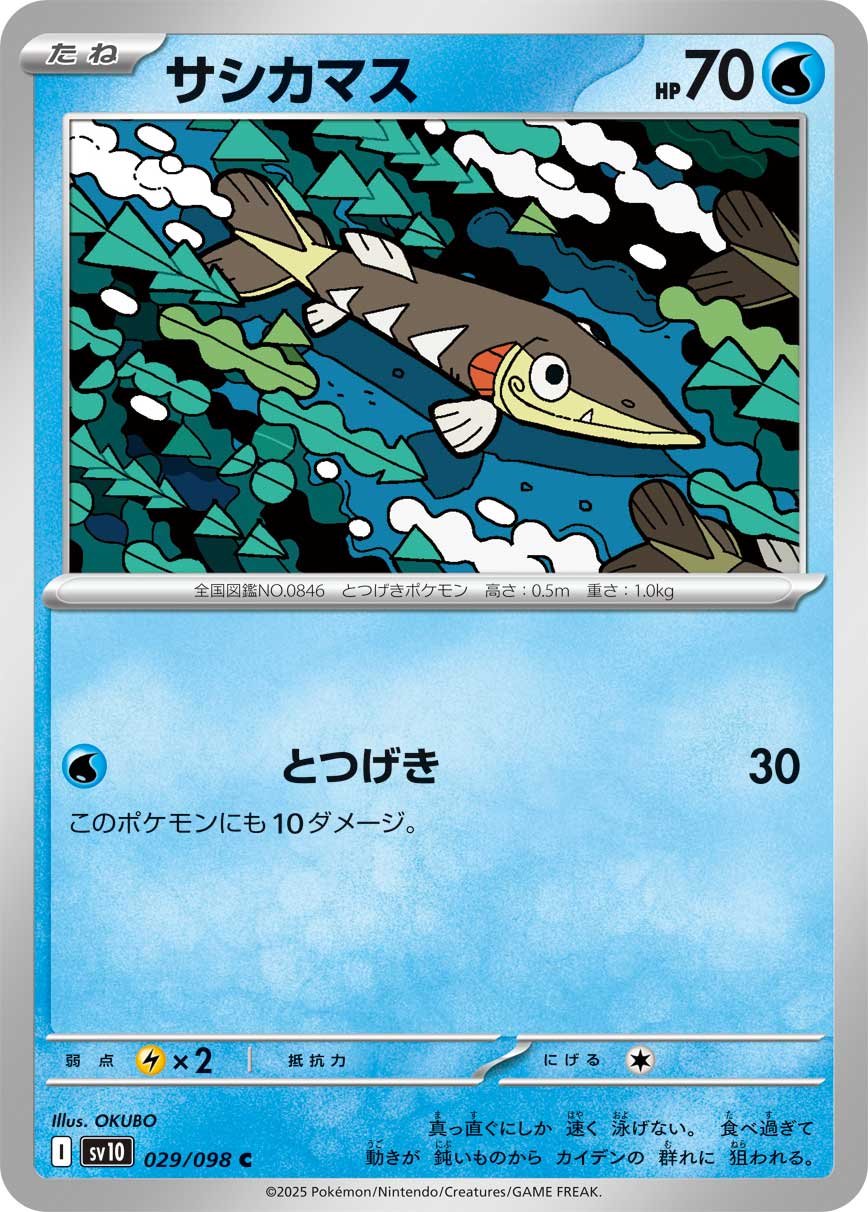 たね
サシカマス
HP70
全国図鑑NO.0846 とつげきポケモン 高さ:0.5m 重さ:1.0kg
とつげき 30
このポケモンにも10ダメージ。
弱点 ×2 抵抗力 にげる
Illus. OKUBO
真っ直ぐにしか 速く 泳げない。 食べ過ぎて
動きが 鈍いものから カイデンの 群れに 狙われる。
I sv10 029/098 C
©2025 Pokémon/Nintendo/Creatures/GAME FREAK.